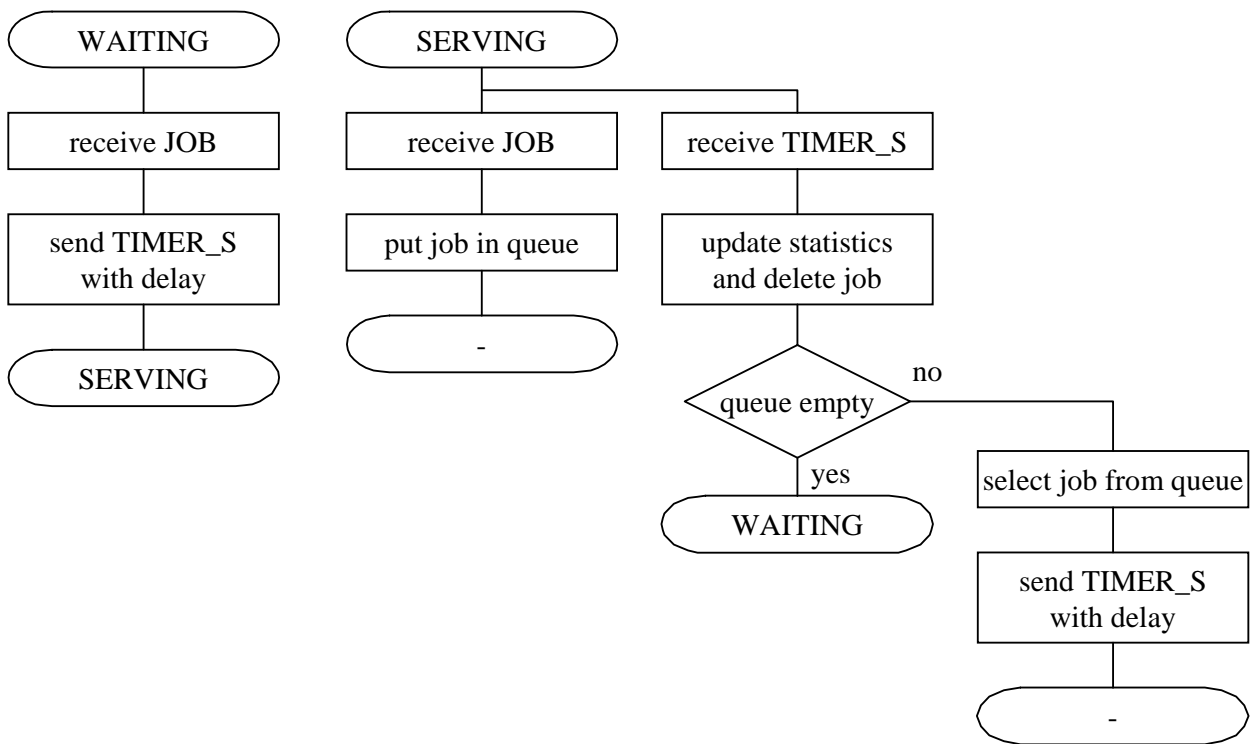 WAITING
receive JOB
send TIMER_S
with delay
SERVING
SERVING
receive JOB
put job in queue
-
receive TIMER_S
update statistics
and delete job
queue empty
yes
WAITING
no
select job from queue
send TIMER_S
with delay
-